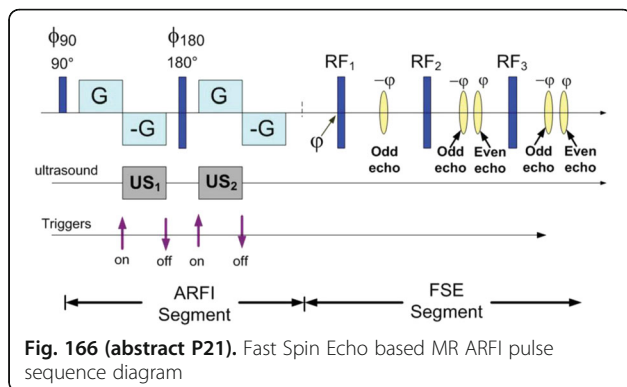 ϕ90 ϕ180
90° 180° RF1 RF2 RF3
G G −φ −φ φ −φ φ
-G -G φ
Odd echo Odd echo Even echo Odd echo Even echo
ultrasound US1 US2
Triggers
on off on off
ARFI Segment FSE Segment
Fig. 166 (abstract P21). Fast Spin Echo based MR ARFI pulse
sequence diagram